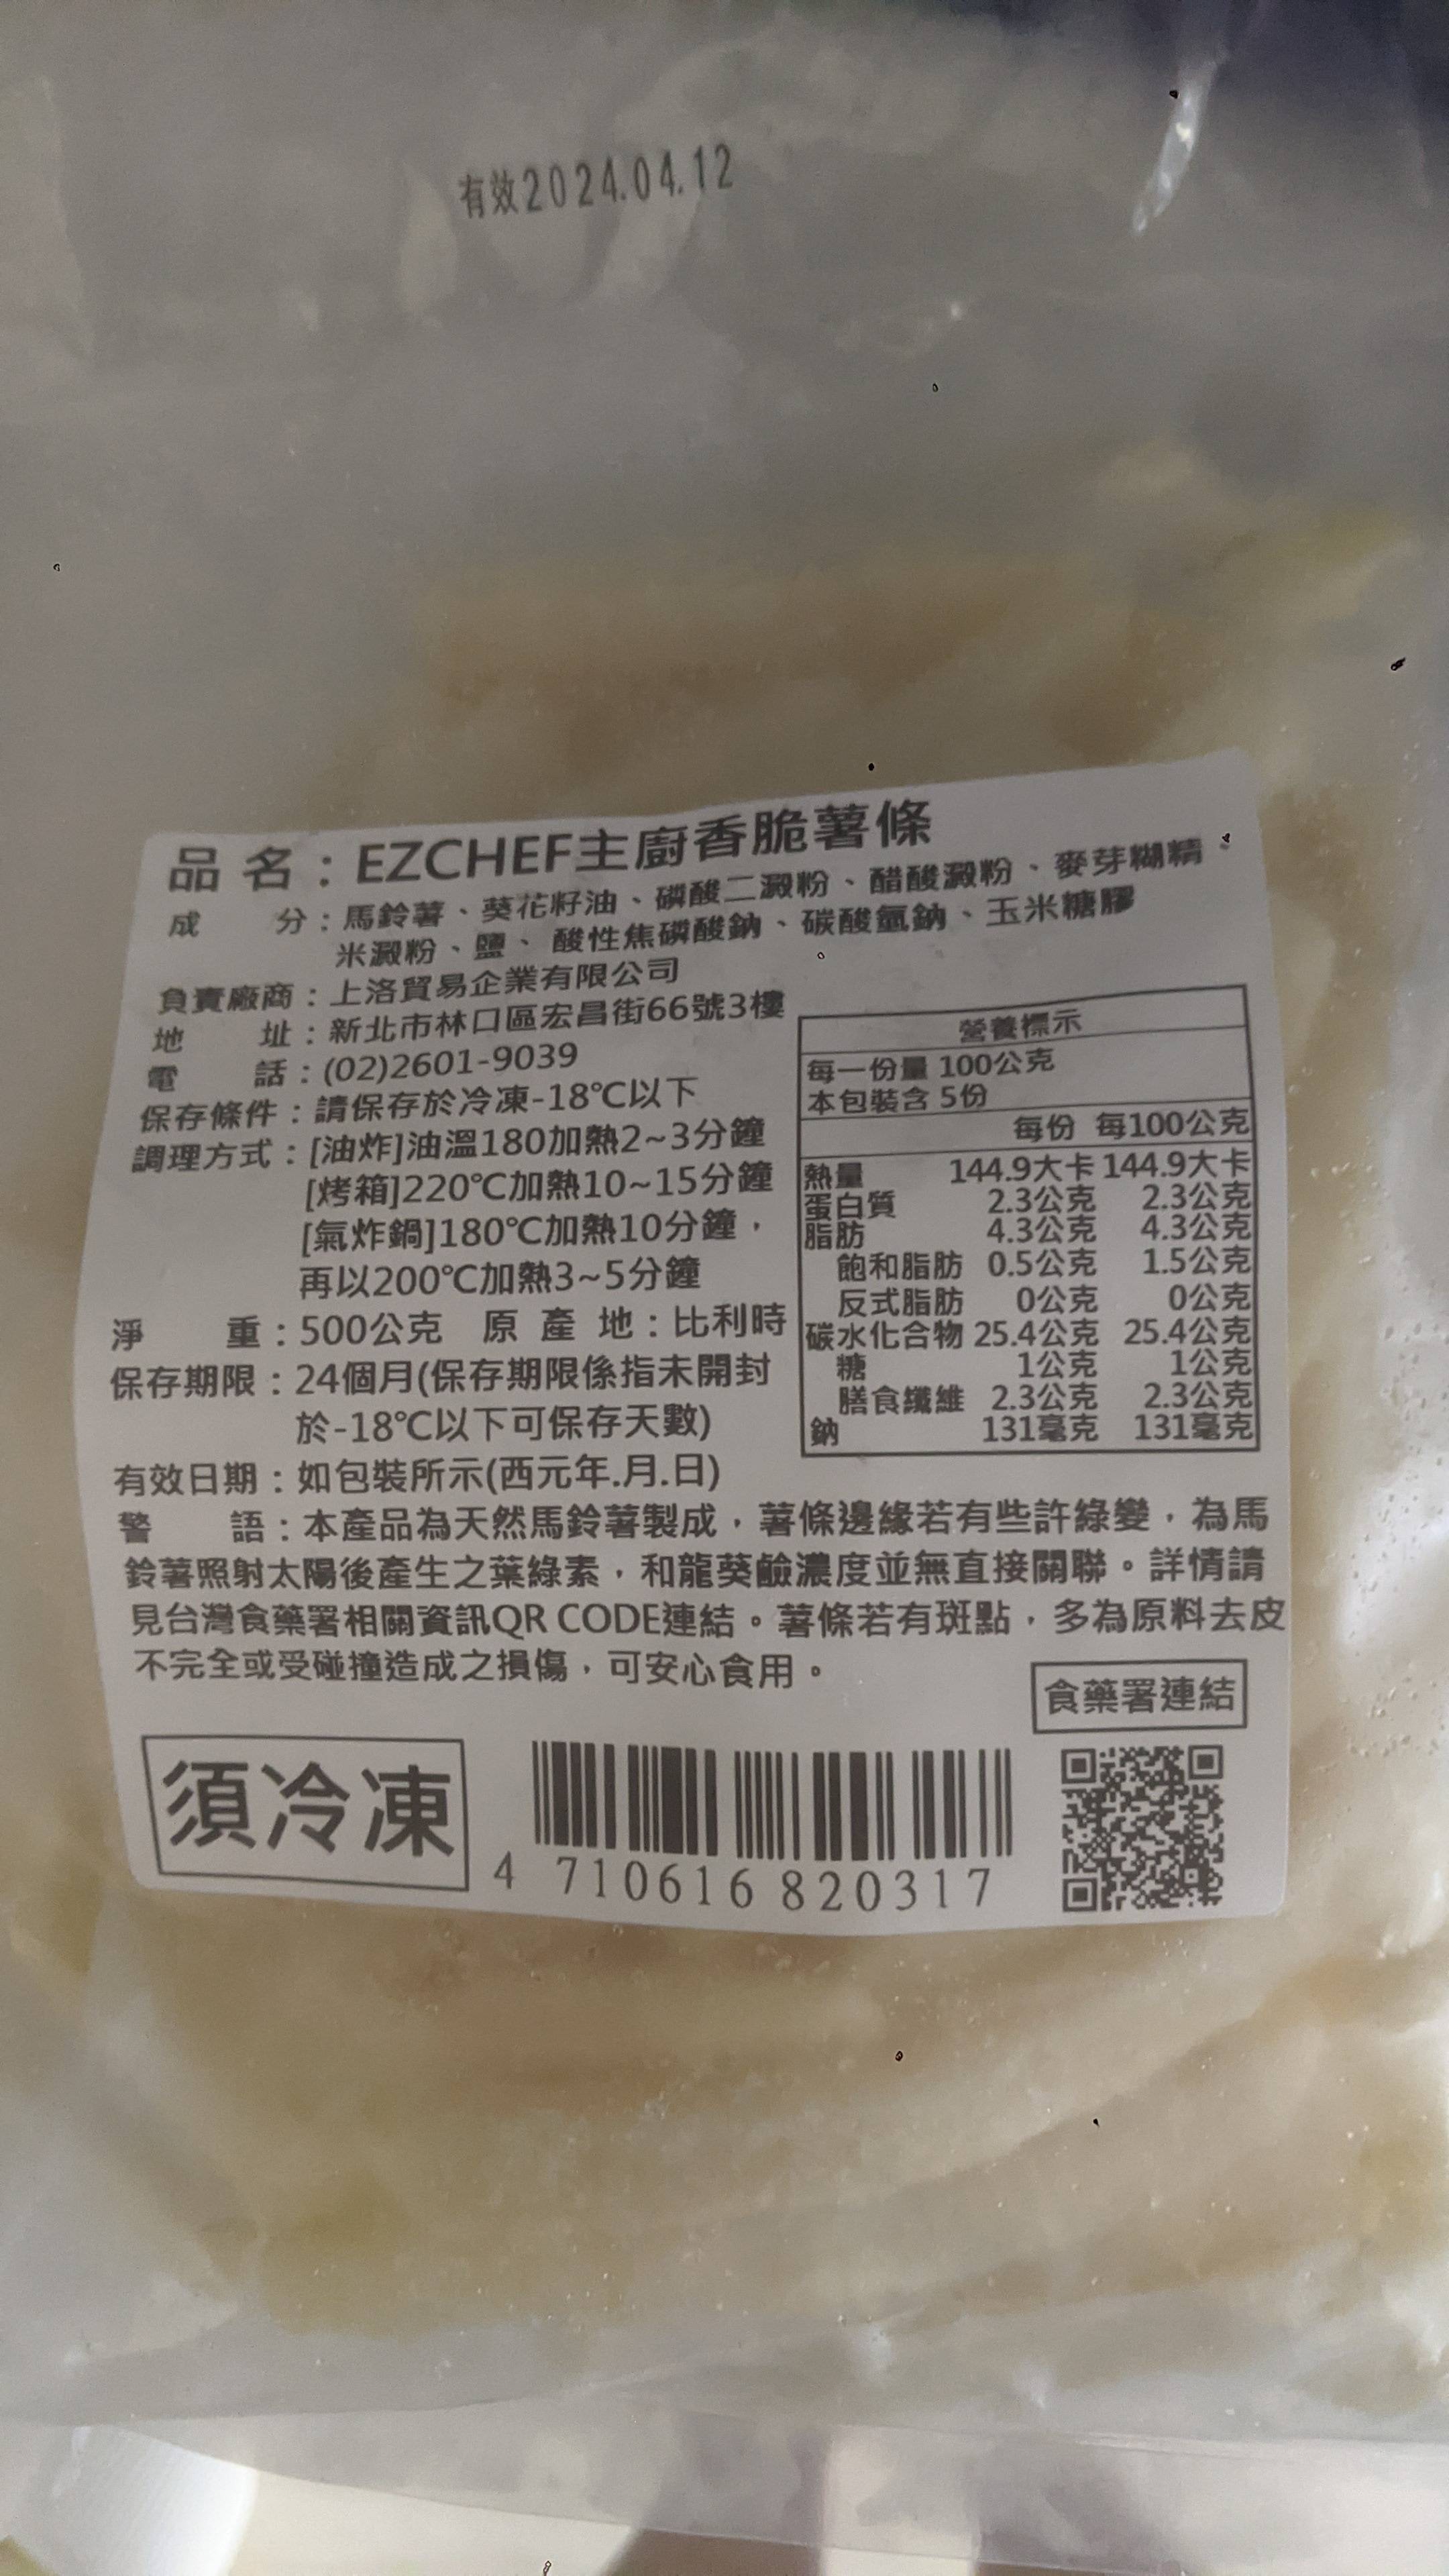 有效2024.04.12
品名：EZCHEF主廚香脆薯條
成分：馬鈴薯、葵花籽油、磷酸二澱粉、醋酸澱粉、麥芽糊精、
米澱粉、鹽、酸性焦磷酸鈉、碳酸氫鈉、玉米糖膠
負責廠商：上洛貿易企業有限公司
地址：新北市林口區宏昌街66號3樓
電話：(02)2601-9039
保存條件：請保存於冷凍-18℃以下
調理方式：[油炸]油溫180加熱2~3分鐘
[烤箱]220℃加熱10~15分鐘
[氣炸鍋]180℃加熱10分鐘，
再以200℃加熱3~5分鐘
淨重：500公克 原產地：比利時
保存期限：24個月(保存期限係指未開封
於-18℃以下可保存天數)
有效日期：如包裝所示(西元年.月.日)
營養標示
每一份量 100公克
本包裝含 5份
每份 每100公克
熱量 144.9大卡 144.9大卡
蛋白質 2.3公克 2.3公克
脂肪 4.3公克 4.3公克
飽和脂肪 0.5公克 1.5公克
反式脂肪 0公克 0公克
碳水化合物 25.4公克 25.4公克
糖 1公克 1公克
膳食纖維 2.3公克 2.3公克
鈉 131毫克 131毫克
警語：本產品為天然馬鈴薯製成，薯條邊緣若有些許綠變，為馬
鈴薯照射太陽後產生之葉綠素，和龍葵鹼濃度並無直接關聯。詳情請
見台灣食藥署相關資訊QR CODE連結。薯條若有斑點，多為原料去皮
不完全或受碰撞造成之損傷，可安心食用。
食藥署連結
須冷凍
4 710616 820317